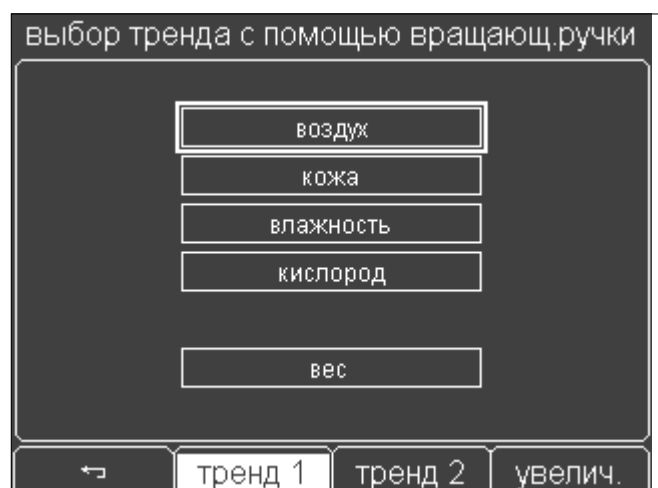 выбор тренда с помощью вращающ.ручки
воздух
кожа
влажность
кислород
вес
тренд 1 тренд 2 увелич.